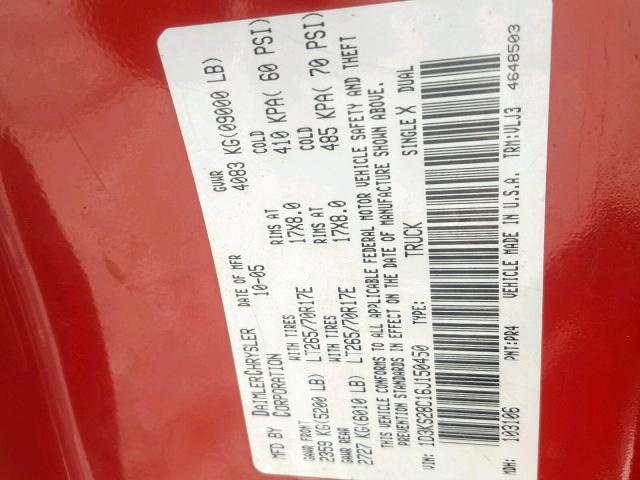 MFD BY DAIMLERCHRYSLER CORPORATION DATE OF MFR 10-05 GVWR 4083 KG(09000 LB)
GAWR FRONT WITH TIRES RIMS AT COLD
2359 KG(5200 LB) LT265/70R17E 17X8.0 410 KPA( 60 PSI)
GAWR REAR WITH TIRES RIMS AT COLD
2727 KG(6010 LB) LT265/70R17E 17X8.0 485 KPA( 70 PSI)
THIS VEHICLE CONFORMS TO ALL APPLICABLE FEDERAL MOTOR VEHICLE SAFETY AND THEFT
PREVENTION STANDARDS IN EFFECT ON THE DATE OF MANUFACTURE SHOWN ABOVE.
VIN: 1D3KS28C16J150450 TRUCK SINGLE X DUAL
MDH: 103106 PNT:PR4 VEHICLE MADE IN U.S.A. TRM:VLJ3 4648503